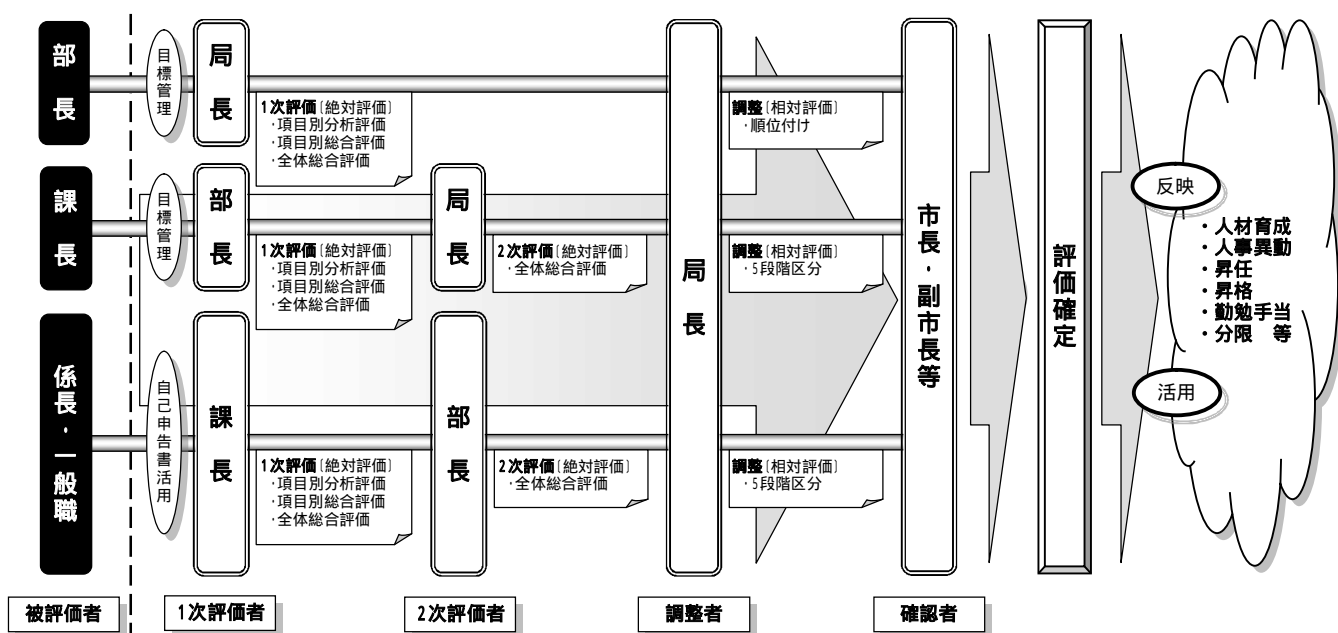 部長
目標管理
局長
1次評価(絶対評価)
・項目別分析評価
・項目別総合評価
・全体総合評価
調整(相対評価)
・順位付け
課長
目標管理
部長
1次評価(絶対評価)
・項目別分析評価
・項目別総合評価
・全体総合評価
局長
2次評価(絶対評価)
・全体総合評価
調整(相対評価)
・5段階区分
係長・一般職
自己申告書活用
課長
1次評価(絶対評価)
・項目別分析評価
・項目別総合評価
・全体総合評価
部長
2次評価(絶対評価)
・全体総合評価
調整(相対評価)
・5段階区分
局長
市長・副市長等
評価確定
反映
・人材育成
・人事異動
・昇任
・昇格
・勤勉手当
・分限 等
活用
被評価者
1次評価者
2次評価者
調整者
確認者